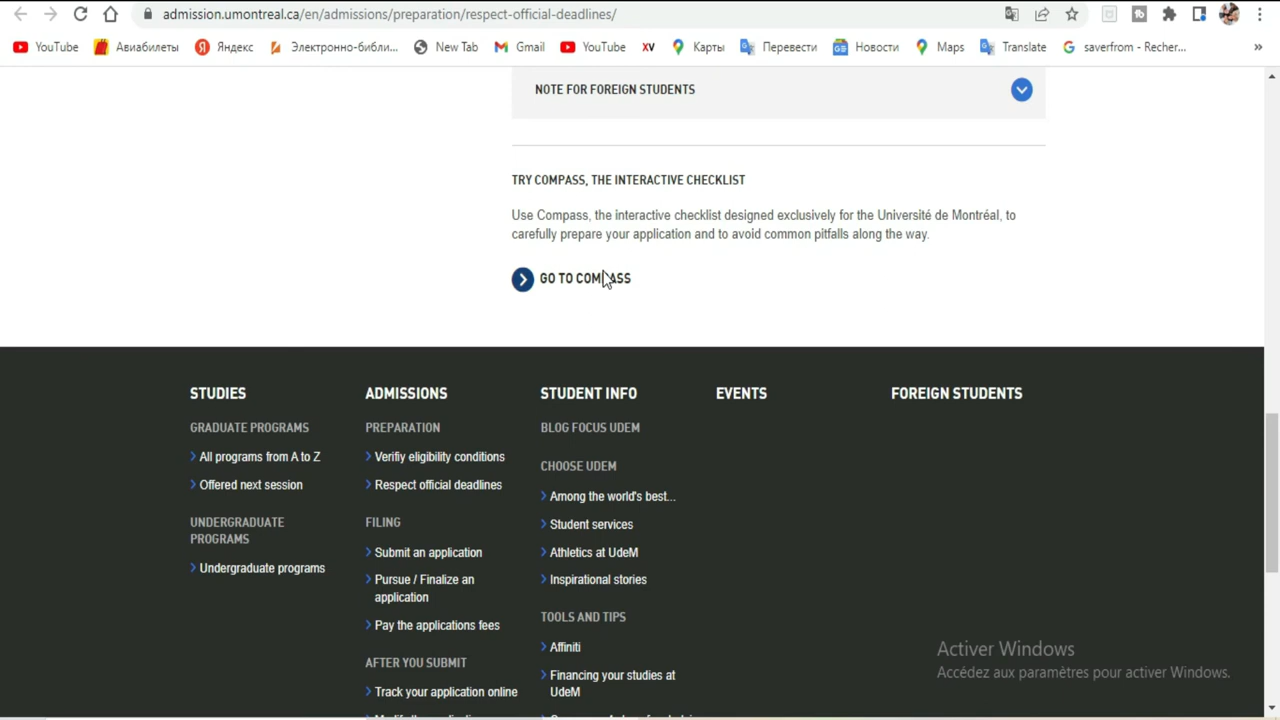 admission.umontreal.ca/en/admissions/preparation/respect-official-deadlines/
YouTube Авиабилеты Яндекс Электронно-библи... New Tab Gmail YouTube XV Карты Перевести Новости Maps Translate saverfrom - Recher... »
NOTE FOR FOREIGN STUDENTS
TRY COMPASS, THE INTERACTIVE CHECKLIST
Use Compass, the interactive checklist designed exclusively for the Université de Montréal, to
carefully prepare your application and to avoid common pitfalls along the way.
GO TO COMPASS
STUDIES
GRADUATE PROGRAMS
All programs from A to Z
Offered next session
UNDERGRADUATE
PROGRAMS
Undergraduate programs
ADMISSIONS
PREPARATION
Verifiy eligibility conditions
Respect official deadlines
FILING
Submit an application
Pursue / Finalize an
application
Pay the applications fees
AFTER YOU SUBMIT
Track your application online
STUDENT INFO
BLOG FOCUS UDEM
CHOOSE UDEM
Among the world's best...
Student services
Athletics at UdeM
Inspirational stories
TOOLS AND TIPS
Affiniti
Financing your studies at
UdeM
EVENTS
FOREIGN STUDENTS
Activer Windows
Accédez aux paramètres pour activer Windows.